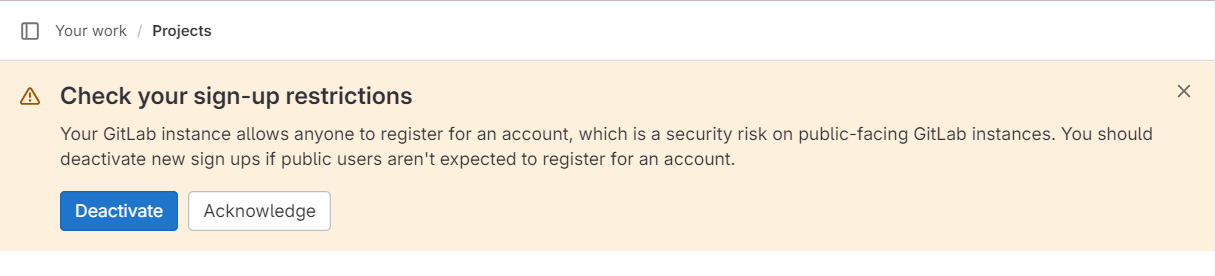 Your work / Projects
Check your sign-up restrictions
Your GitLab instance allows anyone to register for an account, which is a security risk on public-facing GitLab instances. You should
deactivate new sign ups if public users aren't expected to register for an account.
Deactivate Acknowledge